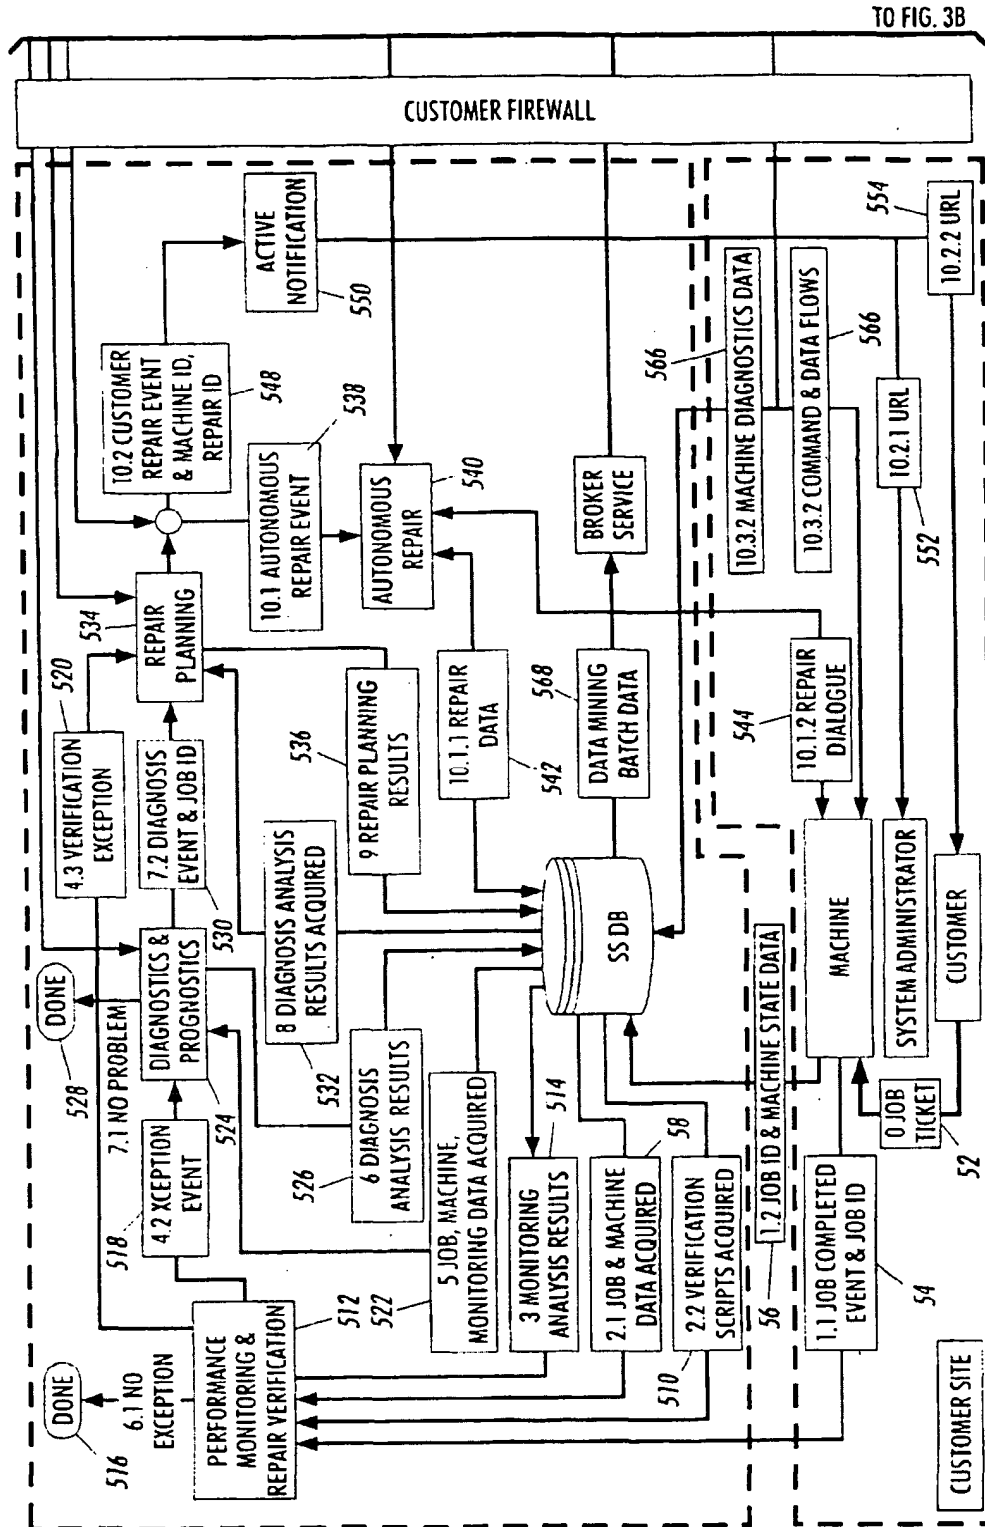 TO FIG. 3B
CUSTOMER FIREWALL
ACTIVE
NOTIFICATION
550
554
10.2.2 URL
10.2 CUSTOMER
REPAIR EVENT
& MACHINE ID,
REPAIR ID
548
538
10.1 AUTONOMOUS
REPAIR EVENT
AUTONOMOUS
REPAIR
540
BROKER
SERVICE
566
10.3.2 MACHINE DIAGNOSTICS DATA
10.3.2 COMMAND & DATA FLOWS
566
10.2.1 URL
552
534
REPAIR
PLANNING
520
4.3 VERIFICATION
EXCEPTION
7.2 DIAGNOSIS
EVENT & JOB ID
530
536
9 REPAIR PLANNING
RESULTS
10.1.1 REPAIR
DATA
542
568
DATA MINING
BATCH DATA
544
10.1.2 REPAIR
DIALOGUE
DONE
528
7.1 NO PROBLEM
DIAGNOSTICS &
PROGNOSTICS
524
8 DIAGNOSIS ANALYSIS
RESULTS ACQUIRED
532
SS DB
MACHINE
SYSTEM ADMINISTRATOR
CUSTOMER
518
4.2 XCEPTION
EVENT
526
6 DIAGNOSIS
ANALYSIS RESULTS
5 JOB, MACHINE,
MONITORING DATA ACQUIRED
522
514
3 MONITORING
ANALYSIS RESULTS
58
2.1 JOB & MACHINE
DATA ACQUIRED
2.2 VERIFICATION
SCRIPTS ACQUIRED
510
1.2 JOB ID & MACHINE STATE DATA
56
0 JOB
TICKET
52
1.1 JOB COMPLETED
EVENT & JOB ID
54
DONE
516
6.1 NO
EXCEPTION
PERFORMANCE
MONITORING &
REPAIR VERIFICATION
512
CUSTOMER SITE